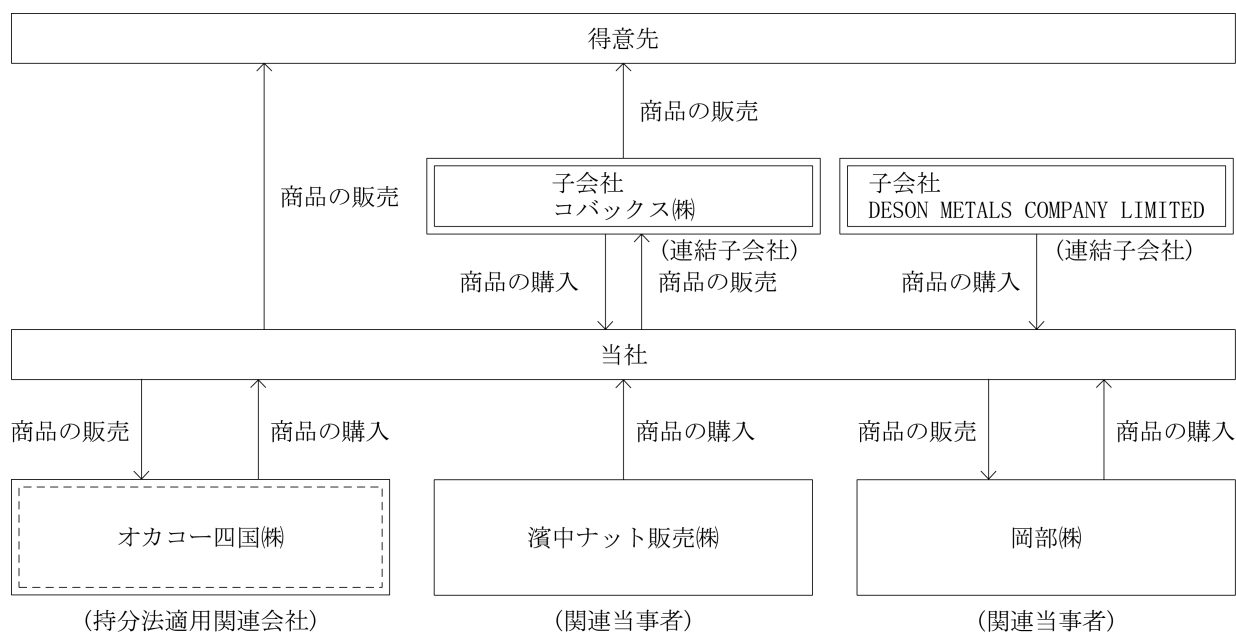 得意先
商品の販売
商品の販売
子会社
コバックス㈱
子会社
DESON METALS COMPANY LIMITED
(連結子会社)
(連結子会社)
商品の購入
商品の販売
商品の購入
当社
商品の販売
商品の購入
商品の購入
商品の販売
商品の購入
オカコー四国㈱
濱中ナット販売㈱
岡部㈱
(持分法適用関連会社)
(関連当事者)
(関連当事者)